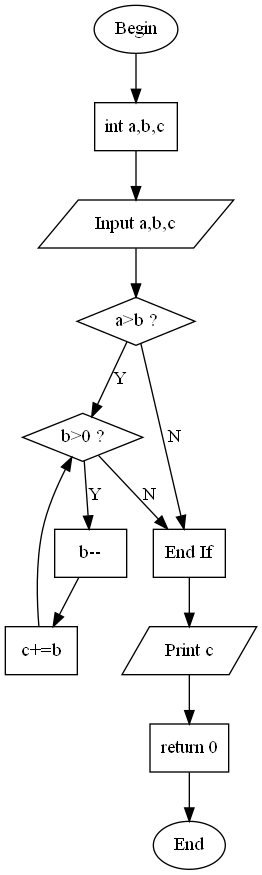 Begin
int a,b,c
Input a,b,c
a>b ?
Y
b>0 ?
N
Y
N
b--
End If
c+=b
Print c
return 0
End